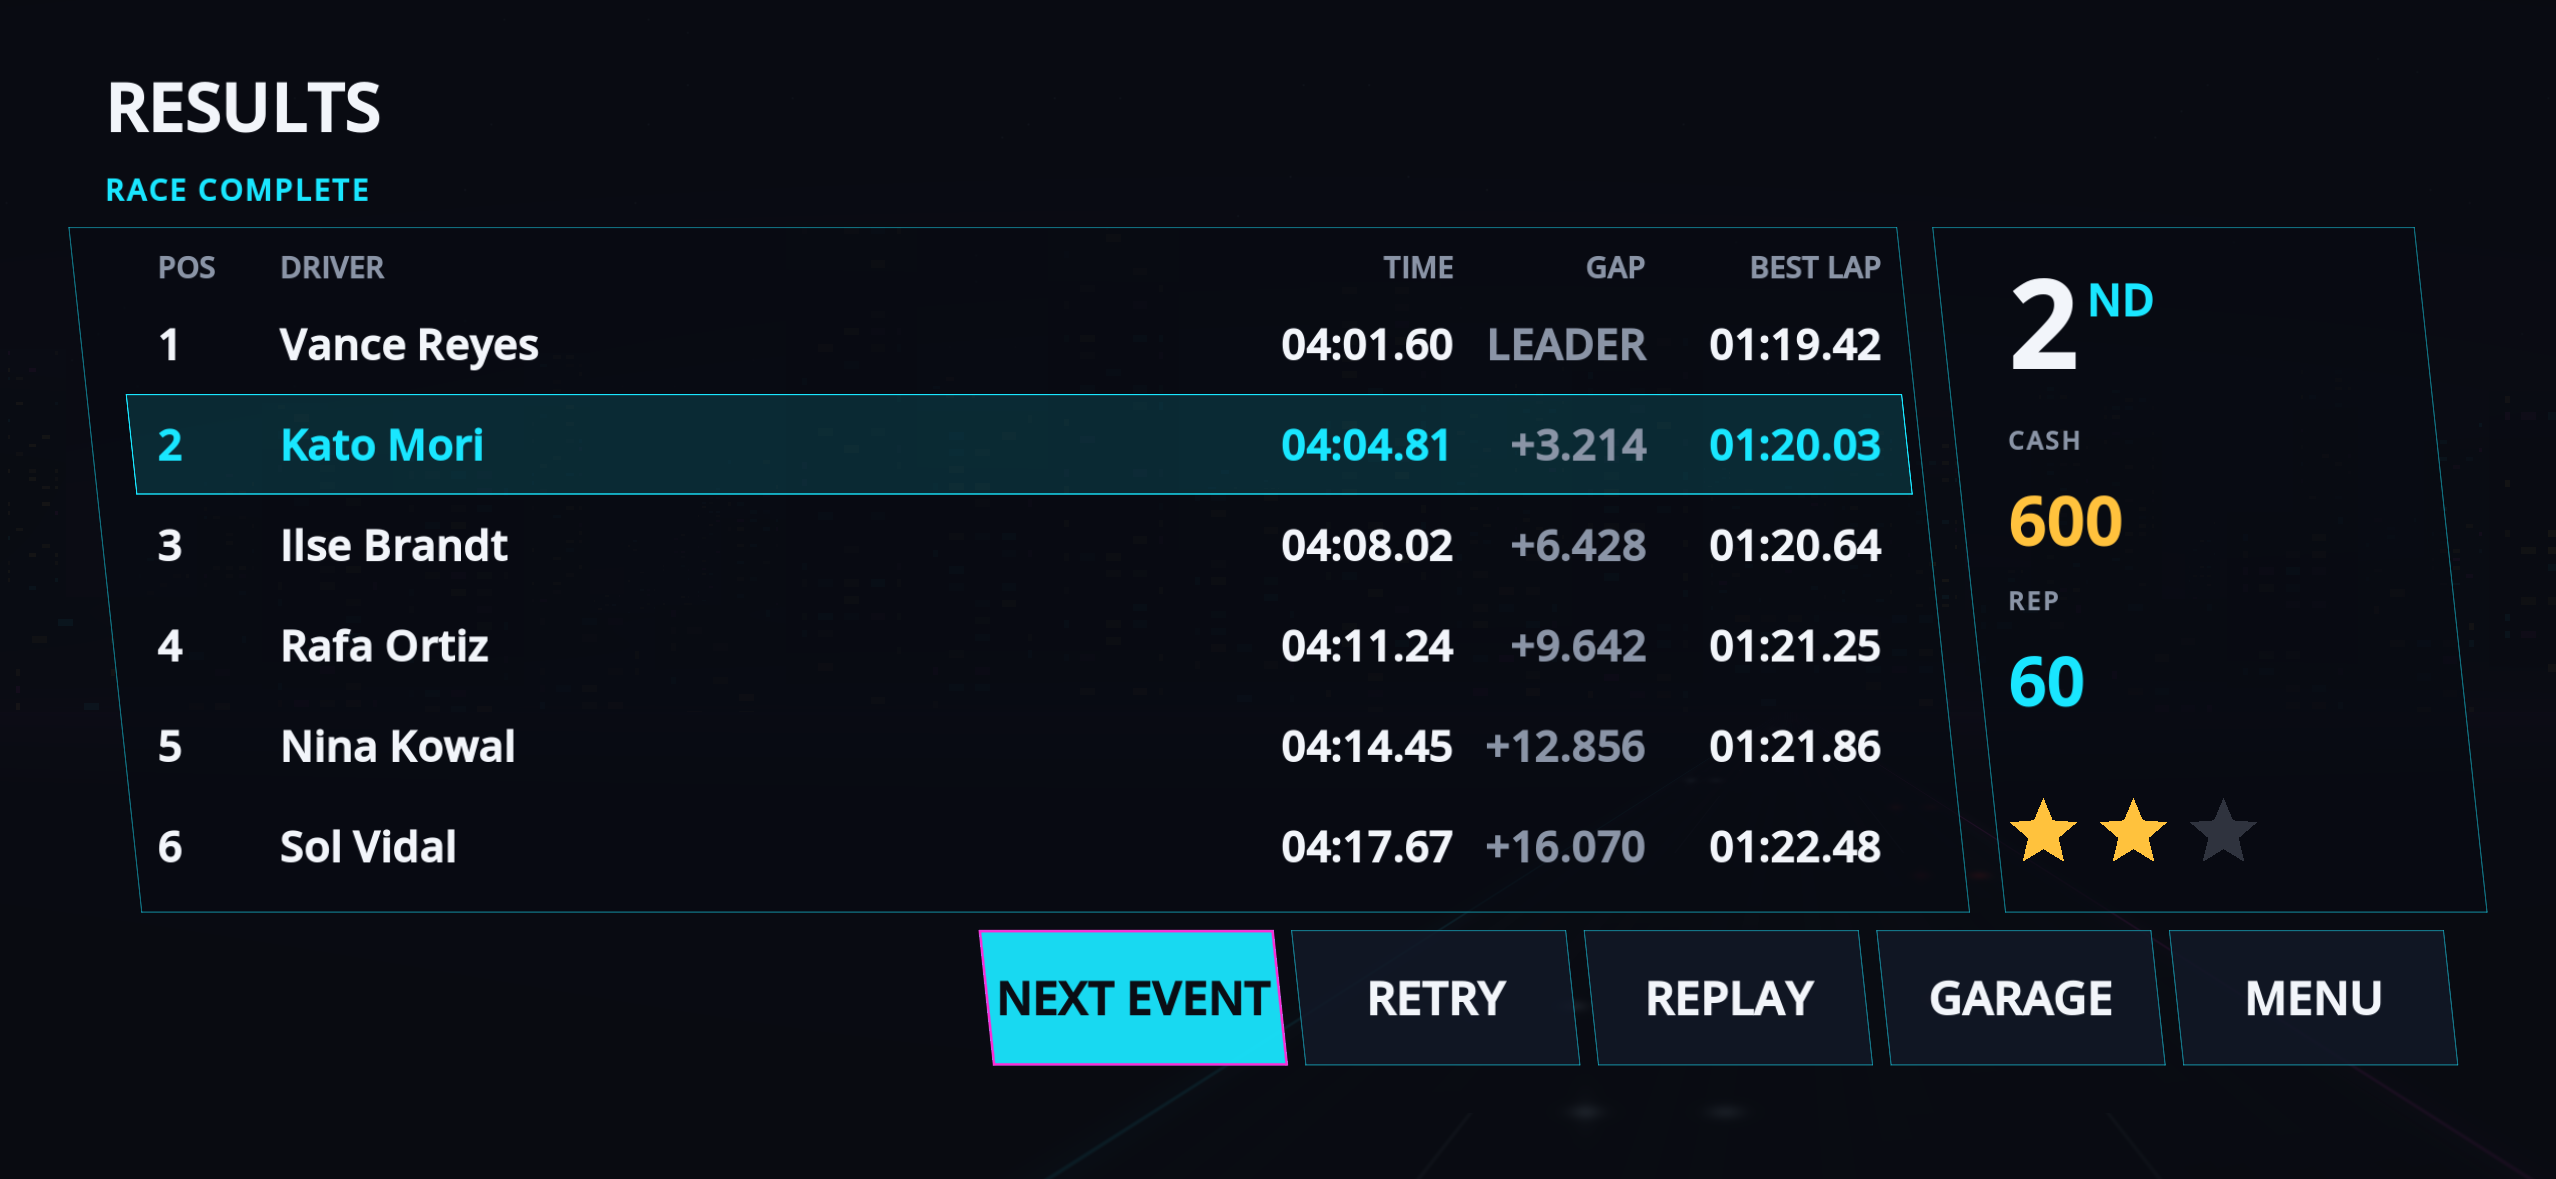 RESULTS
RACE COMPLETE
POS DRIVER TIME GAP BEST LAP
1 Vance Reyes 04:01.60 LEADER 01:19.42
2 Kato Mori 04:04.81 +3.214 01:20.03
3 Ilse Brandt 04:08.02 +6.428 01:20.64
4 Rafa Ortiz 04:11.24 +9.642 01:21.25
5 Nina Kowal 04:14.45 +12.856 01:21.86
6 Sol Vidal 04:17.67 +16.070 01:22.48
2ND
CASH
600
REP
60
NEXT EVENT RETRY REPLAY GARAGE MENU